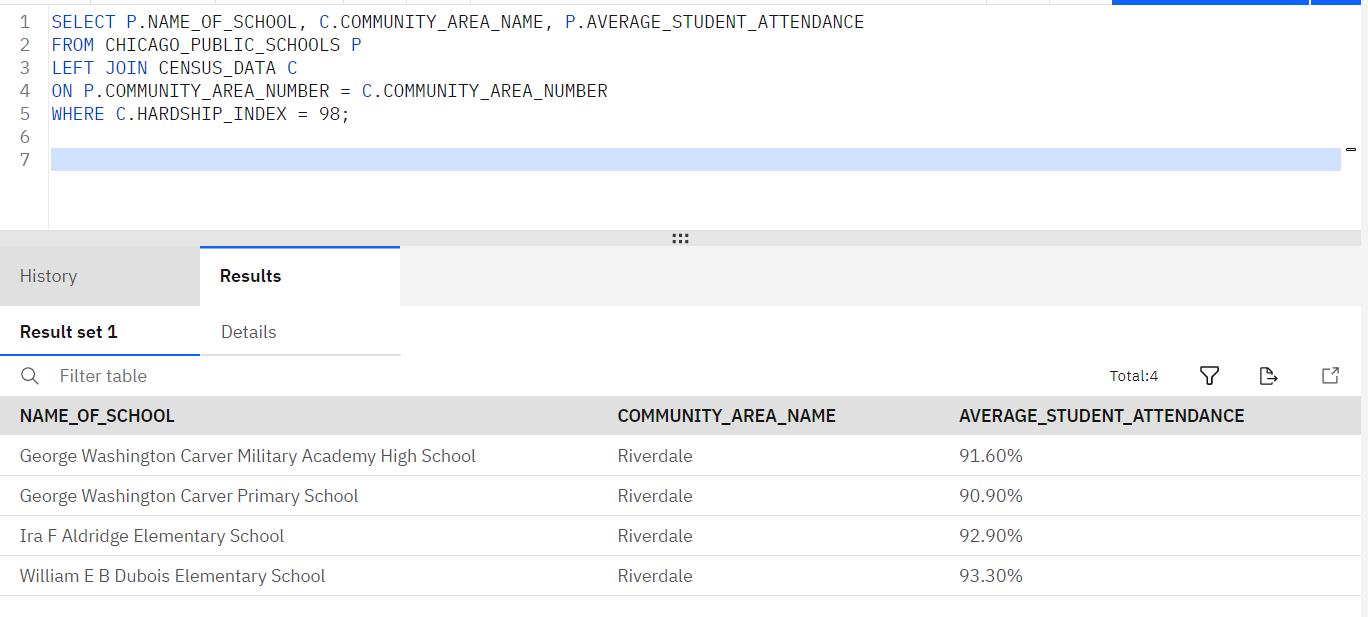 1 SELECT P.NAME_OF_SCHOOL, C.COMMUNITY_AREA_NAME, P.AVERAGE_STUDENT_ATTENDANCE
2 FROM CHICAGO_PUBLIC_SCHOOLS P
3 LEFT JOIN CENSUS_DATA C
4 ON P.COMMUNITY_AREA_NUMBER = C.COMMUNITY_AREA_NUMBER
5 WHERE C.HARDSHIP_INDEX = 98;
6
7
History Results
Result set 1 Details
Filter table Total:4
NAME_OF_SCHOOL COMMUNITY_AREA_NAME AVERAGE_STUDENT_ATTENDANCE
George Washington Carver Military Academy High School Riverdale 91.60%
George Washington Carver Primary School Riverdale 90.90%
Ira F Aldridge Elementary School Riverdale 92.90%
William E B Dubois Elementary School Riverdale 93.30%